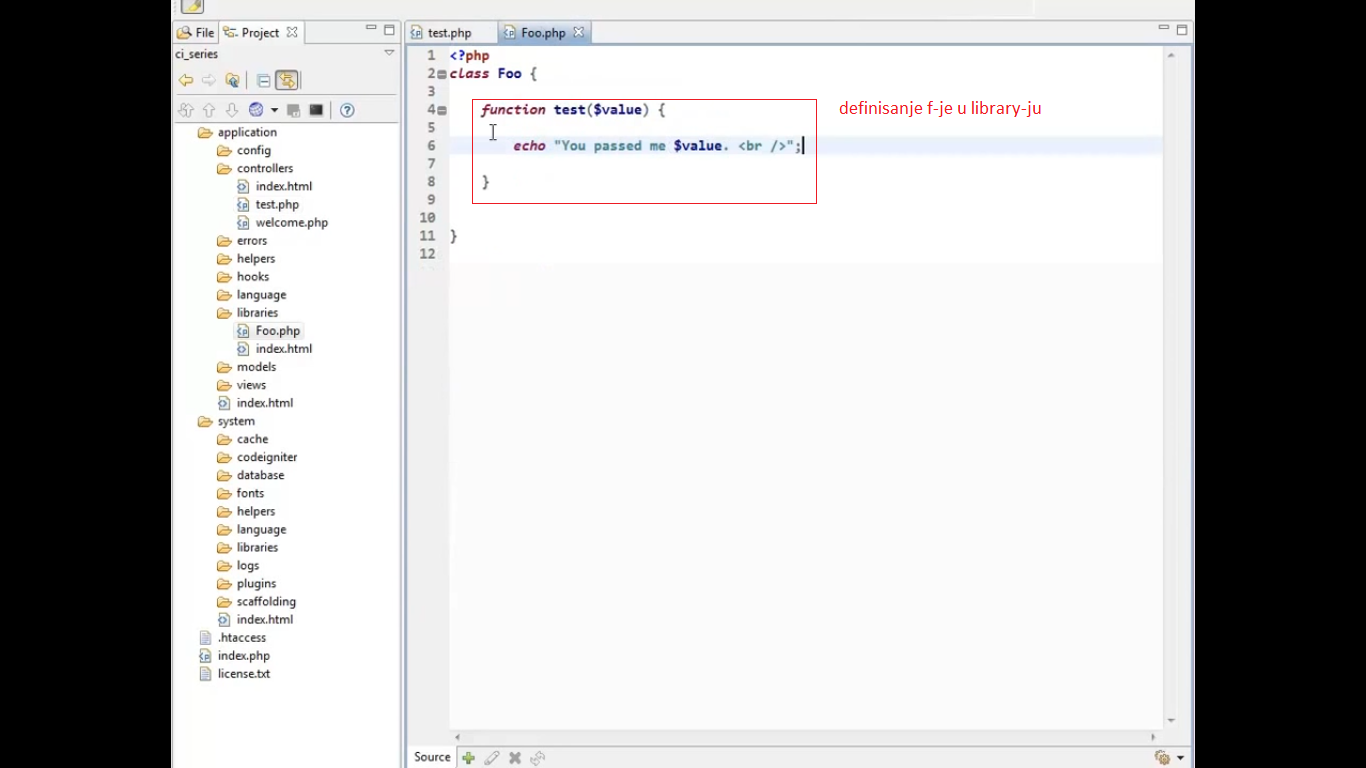 File
Project
test.php
Foo.php
ci_series
application
config
controllers
index.html
test.php
welcome.php
errors
helpers
hooks
language
libraries
Foo.php
index.html
models
views
index.html
system
cache
codeigniter
database
fonts
helpers
language
libraries
logs
plugins
scaffolding
index.html
.htaccess
index.php
license.txt
1 <?php
2 class Foo {
3
4 function test($value) {
5
6 echo "You passed me $value. <br />";
7
8 }
9
10
11 }
12
definisanje f-je u library-ju
Source